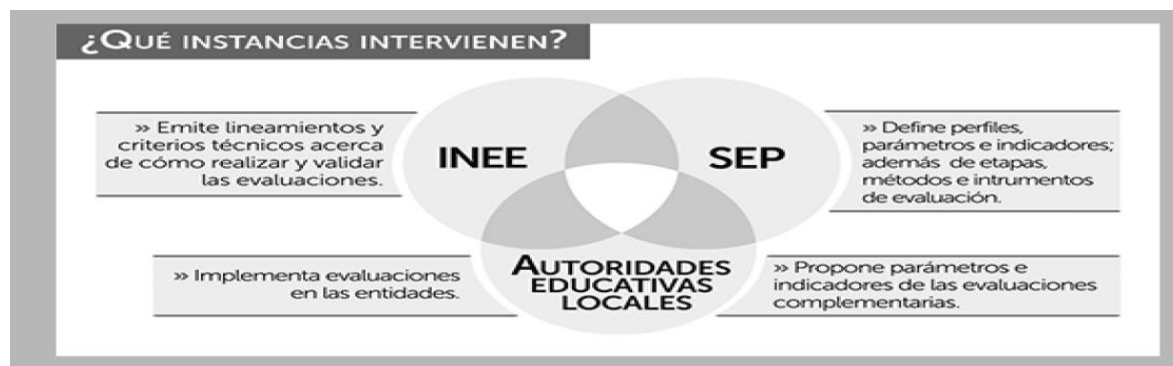 ¿QUÉ INSTANCIAS INTERVIENEN?
» Emite lineamientos y
criterios técnicos acerca
de cómo realizar y validar
las evaluaciones.
INEE
SEP
» Define perfiles,
parámetros e indicadores;
además de etapas,
métodos e intrumentos
de evaluación.
» Implementa evaluaciones
en las entidades.
AUTORIDADES
EDUCATIVAS
LOCALES
» Propone parámetros e
indicadores de las evaluaciones
complementarias.